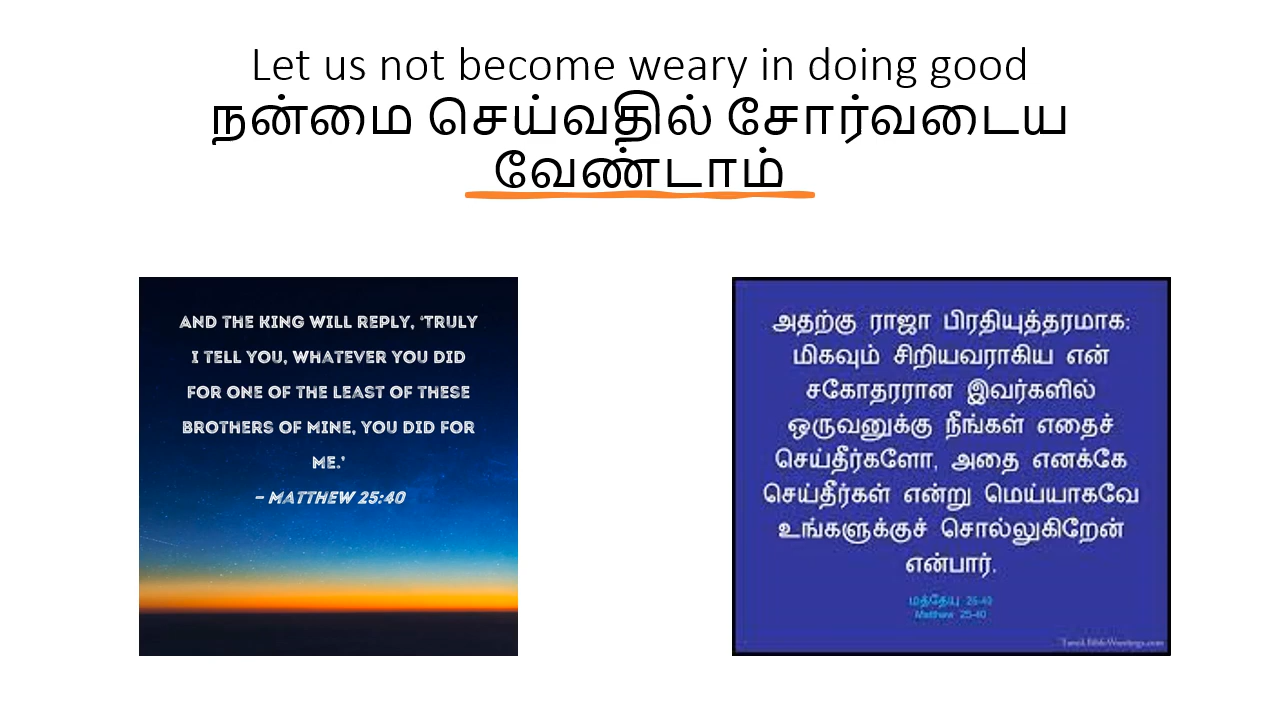 Let us not become weary in doing good
நன்மை செய்வதில் சோர்வடைய
வேண்டாம்
AND THE KING WILL REPLY, ‘TRULY
I TELL YOU, WHATEVER YOU DID
FOR ONE OF THE LEAST OF THESE
BROTHERS OF MINE, YOU DID FOR
ME.’
– MATTHEW 25:40
அதற்கு ராஜா பிரதியுத்தரமாக:
மிகவும் சிறியவராகிய என்
சகோதரரான இவர்களில்
ஒருவனுக்கு நீங்கள் எதைச்
செய்தீர்களோ, அதை எனக்கே
செய்தீர்கள் என்று மெய்யாகவே
உங்களுக்குச் சொல்லுகிறேன்
என்பார்.
மத்தேயு 25-40
Matthew 25-40